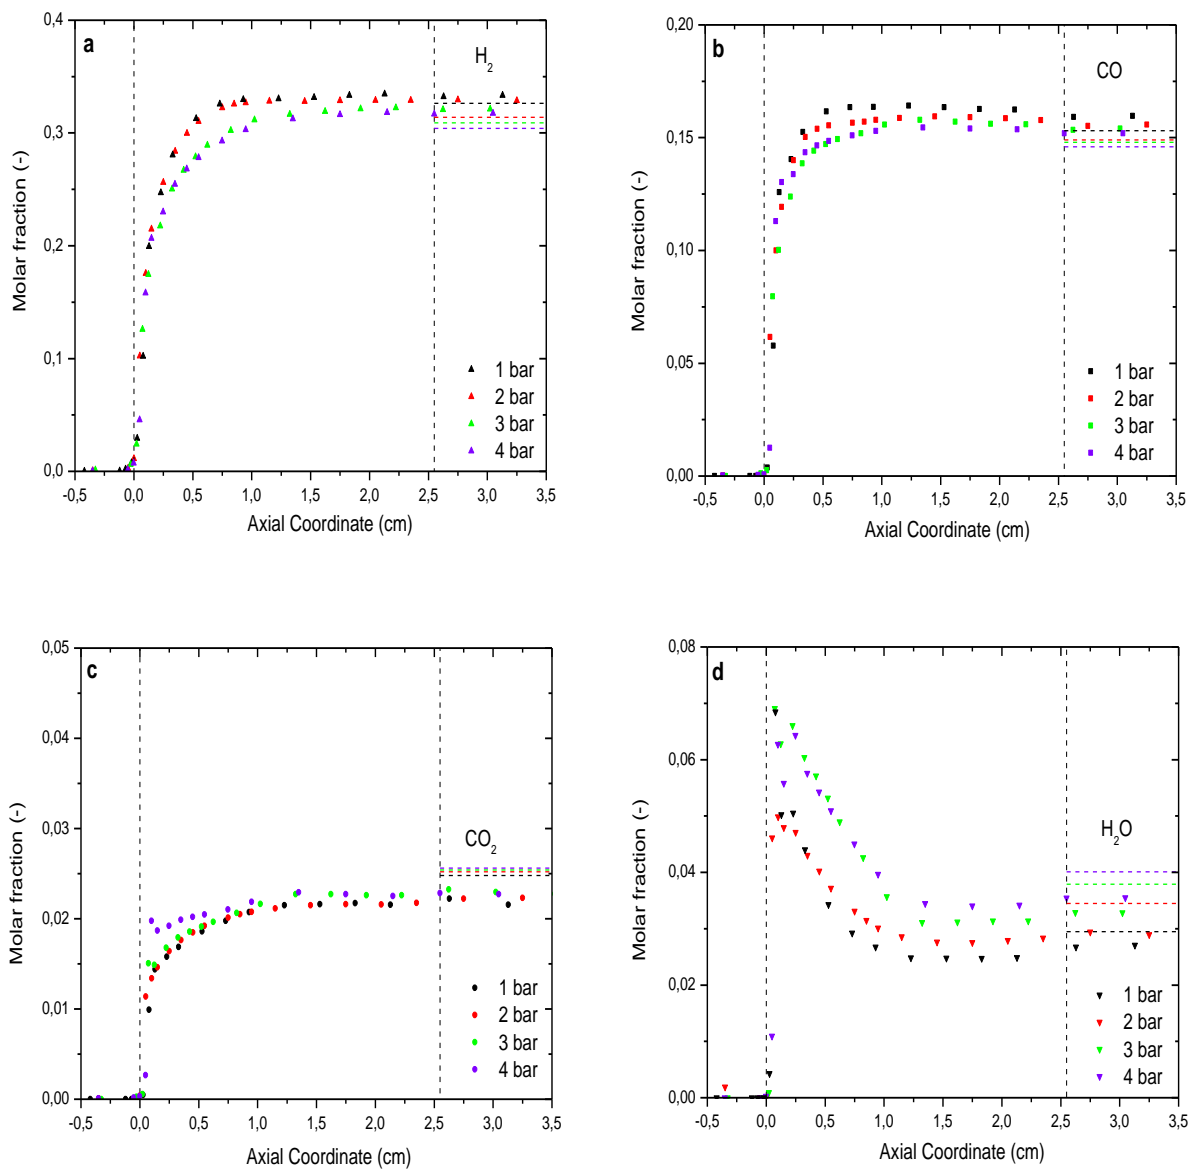 a
H2
Molar fraction (-)
0,4
0,3
0,2
0,1
0,0
1 bar
2 bar
3 bar
4 bar
-0,5 0,0 0,5 1,0 1,5 2,0 2,5 3,0 3,5
Axial Coordinate (cm)
b
CO
Molar fraction (-)
0,20
0,15
0,10
0,05
0,00
1 bar
2 bar
3 bar
4 bar
-0,5 0,0 0,5 1,0 1,5 2,0 2,5 3,0 3,5
Axial Coordinate (cm)
c
CO2
Molar fraction (-)
0,05
0,04
0,03
0,02
0,01
0,00
1 bar
2 bar
3 bar
4 bar
-0,5 0,0 0,5 1,0 1,5 2,0 2,5 3,0 3,5
Axial Coordinate (cm)
d
H2O
Molar fraction (-)
0,08
0,06
0,04
0,02
0,00
1 bar
2 bar
3 bar
4 bar
-0,5 0,0 0,5 1,0 1,5 2,0 2,5 3,0 3,5
Axial Coordinate (cm)